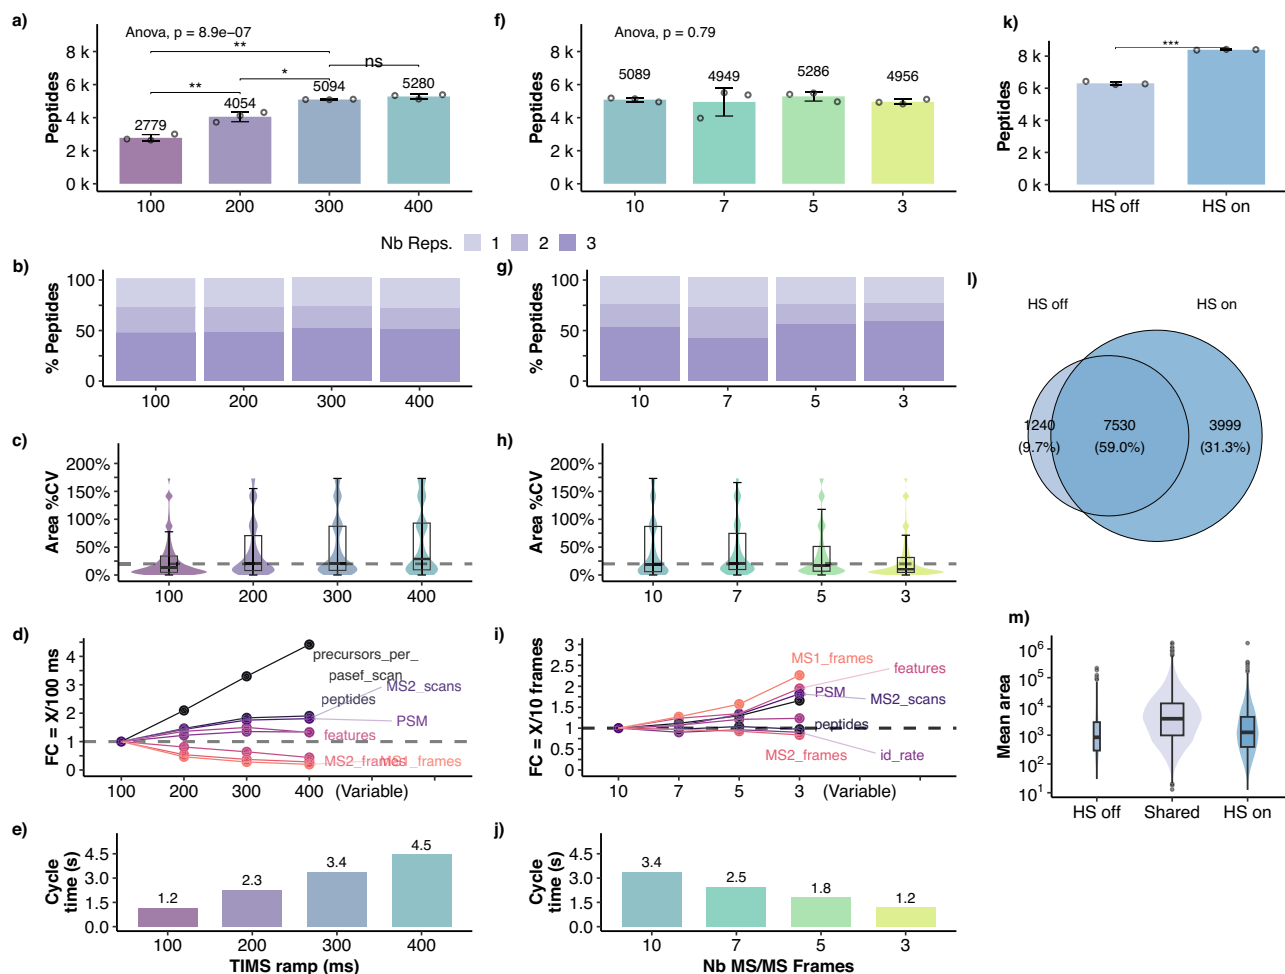 a)
Anova, p = 8.9e−07
**
ns
*
**
2779
4054
5094
5280
8 k
6 k
4 k
2 k
0 k
Peptides
100
200
300
400
f)
Anova, p = 0.79
5089
4949
5286
4956
8 k
6 k
4 k
2 k
0 k
Peptides
10
7
5
3
k)
***
8 k
6 k
4 k
2 k
0 k
Peptides
HS off
HS on
Nb Reps. 1 2 3
b)
100
50
0
% Peptides
100
200
300
400
g)
100
50
0
% Peptides
10
7
5
3
l)
HS off
HS on
1240
(9.7%)
7530
(59.0%)
3999
(31.3%)
c)
200%
150%
100%
50%
0%
Area %CV
100
200
300
400
h)
200%
150%
100%
50%
0%
Area %CV
10
7
5
3
d)
4
3
2
1
0
FC = X/100 ms
precursors_per_
pasef_scan
peptides
MS2_scans
PSM
features
MS2_frames
MS1_frames
100
200
300
400
(Variable)
i)
3
2.5
2
1.5
1
0.5
0
FC = X/10 frames
MS1_frames
features
PSM
MS2_scans
peptides
MS2_frames
id_rate
10
7
5
3
(Variable)
m)
10⁶
10⁵
10⁴
10³
10²
10¹
Mean area
HS off
Shared
HS on
e)
4.5
3.0
1.5
0.0
Cycle
time (s)
1.2
2.3
3.4
4.5
100
200
300
400
TIMS ramp (ms)
j)
4.5
3.0
1.5
0.0
Cycle
time (s)
3.4
2.5
1.8
1.2
10
7
5
3
Nb MS/MS Frames